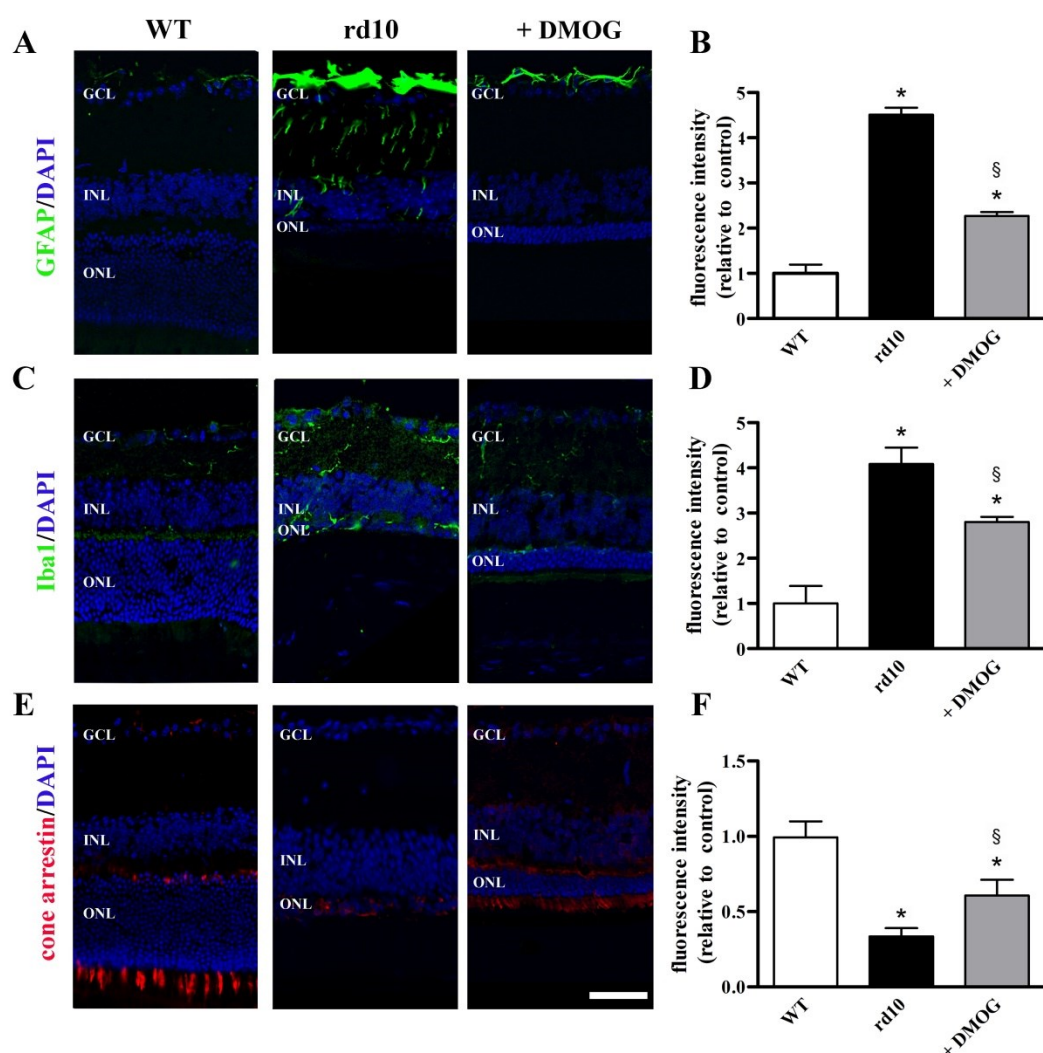 WT
rd10
+ DMOG
A
GFAP/DAPI
GCL
INL
ONL
GCL
INL
ONL
GCL
INL
ONL
B
fluorescence intensity
(relative to control)
5
4
3
2
1
0
*
§
*
WT
rd10
+ DMOG
C
Iba1/DAPI
GCL
INL
ONL
GCL
INL
ONL
GCL
INL
ONL
D
fluorescence intensity
(relative to control)
5
4
3
2
1
0
*
§
*
WT
rd10
+ DMOG
E
cone arrestin/DAPI
GCL
INL
ONL
GCL
INL
ONL
GCL
INL
ONL
F
fluorescence intensity
(relative to control)
1.5
1.0
0.5
0.0
*
§
*
WT
rd10
+ DMOG